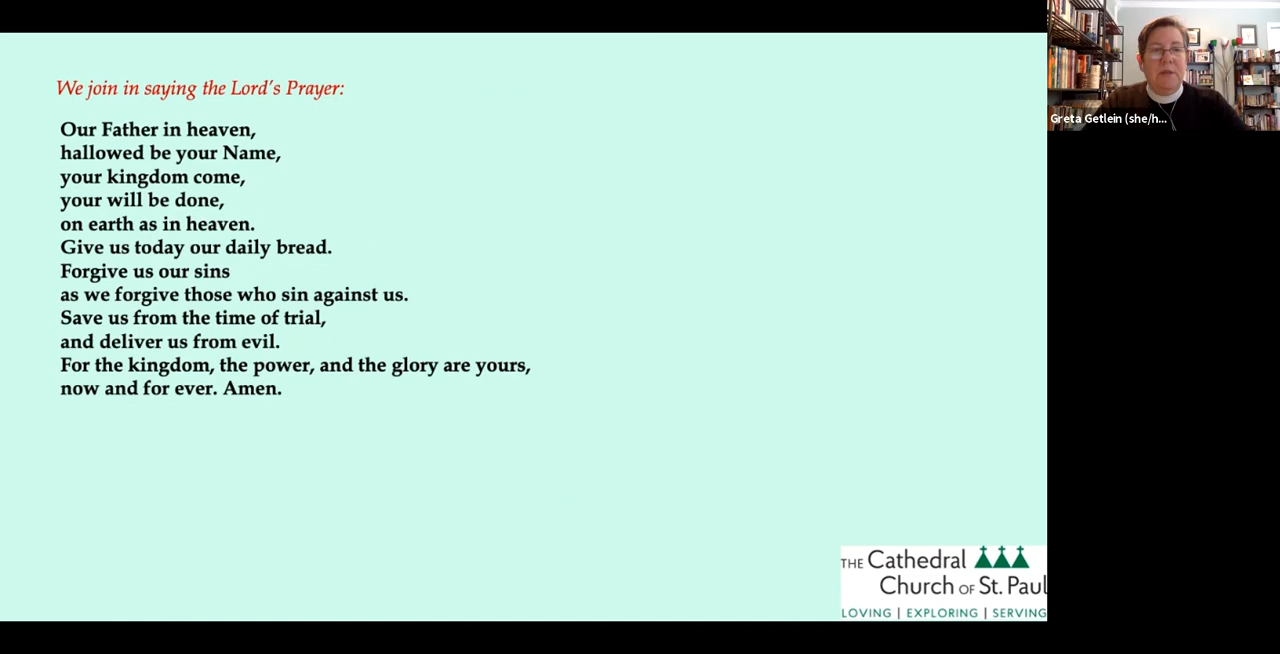 We join in saying the Lord's Prayer:
Our Father in heaven,
hallowed be your Name,
your kingdom come,
your will be done,
on earth as in heaven.
Give us today our daily bread.
Forgive us our sins
as we forgive those who sin against us.
Save us from the time of trial,
and deliver us from evil.
For the kingdom, the power, and the glory are yours,
now and for ever. Amen.
Greta Getlein (she/h...
THE Cathedral
Church OF St. Paul
LOVING | EXPLORING | SERVING